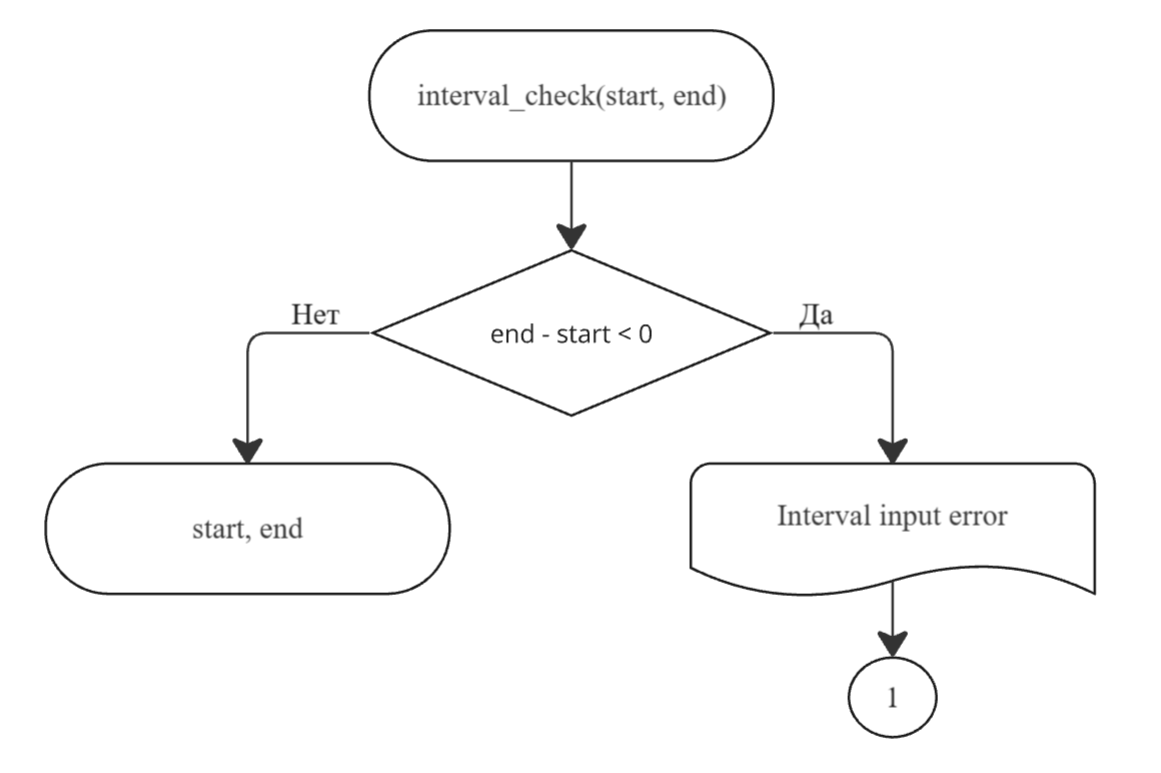 interval_check(start, end)
Нет
end - start < 0
Да
start, end
Interval input error
1